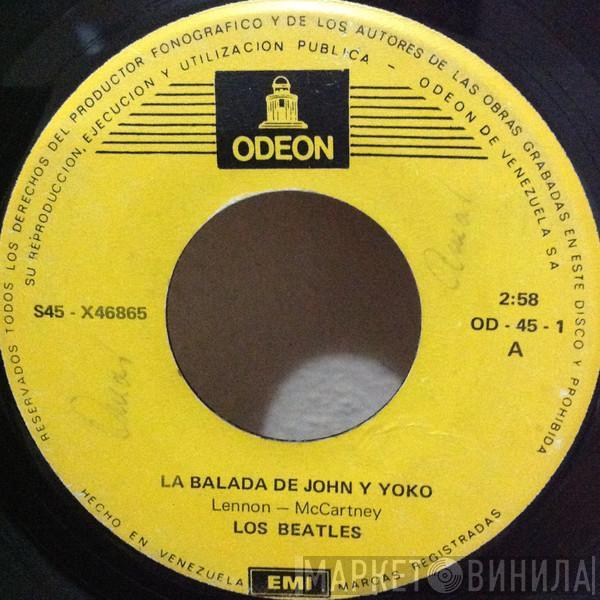 RESERVADOS TODOS LOS DERECHOS DEL PRODUCTOR FONOGRAFICO Y DE LOS AUTORES DE LAS OBRAS GRABADAS EN ESTE DISCO Y PROHIBIDA
SU REPRODUCCION, EJECUCION Y UTILIZACION PUBLICA - ODEON DE VENEZUELA S A
ODEON
S45 - X46865
2:58
OD - 45 - 1
A
LA BALADA DE JOHN Y YOKO
Lennon - McCartney
LOS BEATLES
HECHO EN VENEZUELA
EMI
MARCAS REGISTRADAS
МАРКЕТ ВИНИЛА